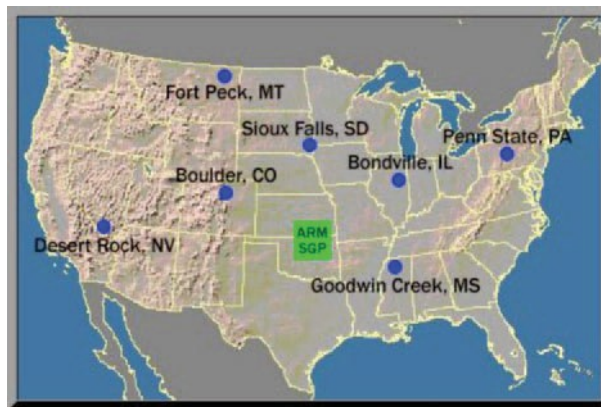 Fort Peck, MT
Sioux Falls, SD
Penn State, PA
Bondville, IL
Boulder, CO
ARM
SGP
Desert Rock, NV
Goodwin Creek, MS